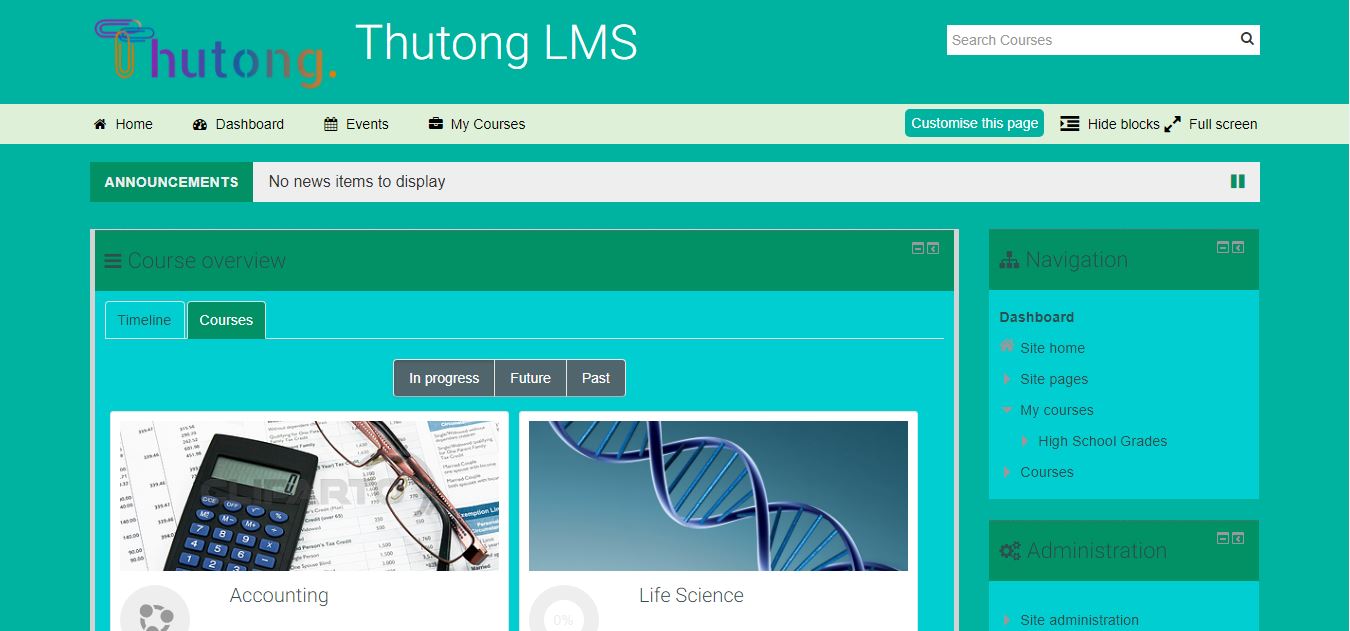 Thutong.
Thutong LMS
Search Courses
Home Dashboard Events My Courses
Customise this page Hide blocks Full screen
ANNOUNCEMENTS No news items to display
Course overview
Timeline Courses
In progress Future Past
Accounting
Life Science
0%
Navigation
Dashboard
Site home
Site pages
My courses
High School Grades
Courses
Administration
Site administration